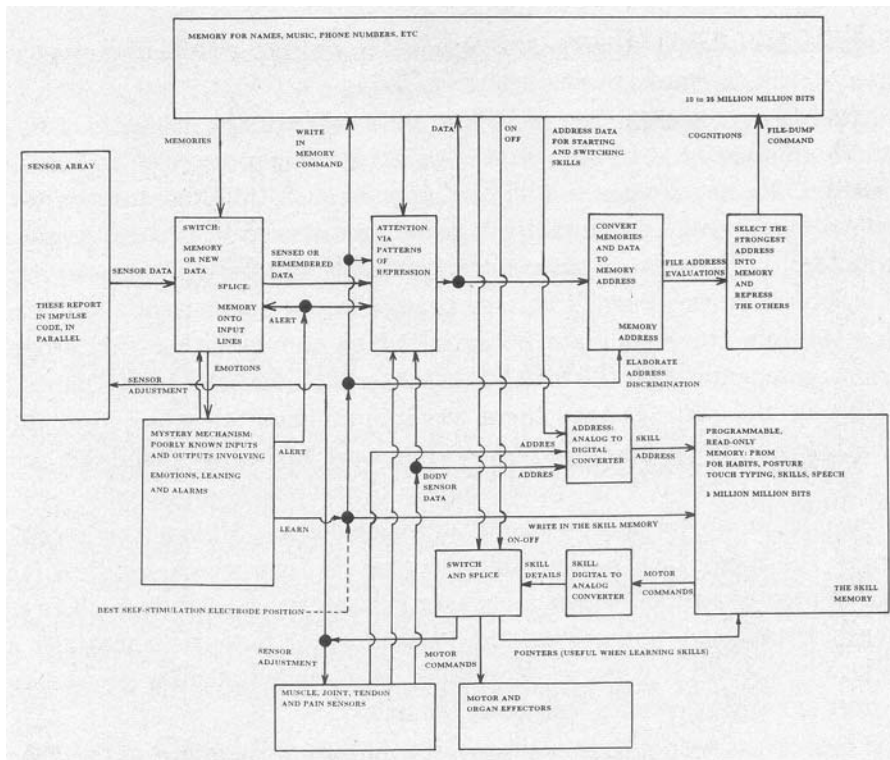 MEMORY FOR NAMES, MUSIC, PHONE NUMBERS, ETC
10 to 38 MILLION MILLION BITS
MEMORIES
WRITE
IN
MEMORY
COMMAND
DATA
ON
OFF
ADDRESS DATA
FOR STARTING
AND SWITCHING
SKILLS
COGNITIONS
FILE-DUMP
COMMAND
SENSOR ARRAY
THESE REPORT
IN IMPULSE
CODE, IN
PARALLEL
SENSOR DATA
SWITCH:
MEMORY
OR NEW
DATA
SPLICE:
MEMORY
ONTO
INPUT
LINES
SENSED OR
REMEMBERED
DATA
ALERT
ATTENTION
VIA
PATTERNS
OF
REPRESSION
CONVERT
MEMORIES
AND DATA
TO
MEMORY
ADDRESS
MEMORY
ADDRESS
FILE ADDRESS
EVALUATIONS
SELECT THE
STRONGEST
ADDRESS
INTO
MEMORY
AND
REPRESS
THE OTHERS
EMOTIONS
SENSOR
ADJUSTMENT
ELABORATE
ADDRESS
DISCRIMINATION
MYSTERY MECHANISM:
POORLY KNOWN INPUTS
AND OUTPUTS INVOLVING
EMOTIONS, LEANING
AND ALARMS
ALERT
LEARN
ADDRES
BODY
SENSOR
DATA
ADDRES
ADDRESS:
ANALOG TO
DIGITAL
CONVERTER
SKILL
ADDRESS
PROGRAMMABLE,
READ-ONLY
MEMORY: PROM
FOR HABITS, POSTURE
TOUCH TYPING, SKILLS, SPEECH
MILLION MILLION BITS
THE SKILL
MEMORY
WRITE IN THE SKILL MEMORY
ON-OFF
SWITCH
AND SPLICE
SKILL
DETAILS
SKILL:
DIGITAL TO
ANALOG
CONVERTER
MOTOR
COMMANDS
BEST SELF-STIMULATION ELECTRODE POSITION
SENSOR
ADJUSTMENT
MOTOR
COMMANDS
POINTERS (USEFUL WHEN LEARNING SKILLS)
MUSCLE, JOINT, TENDON
AND PAIN SENSORS
MOTOR AND
ORGAN EFFECTORS